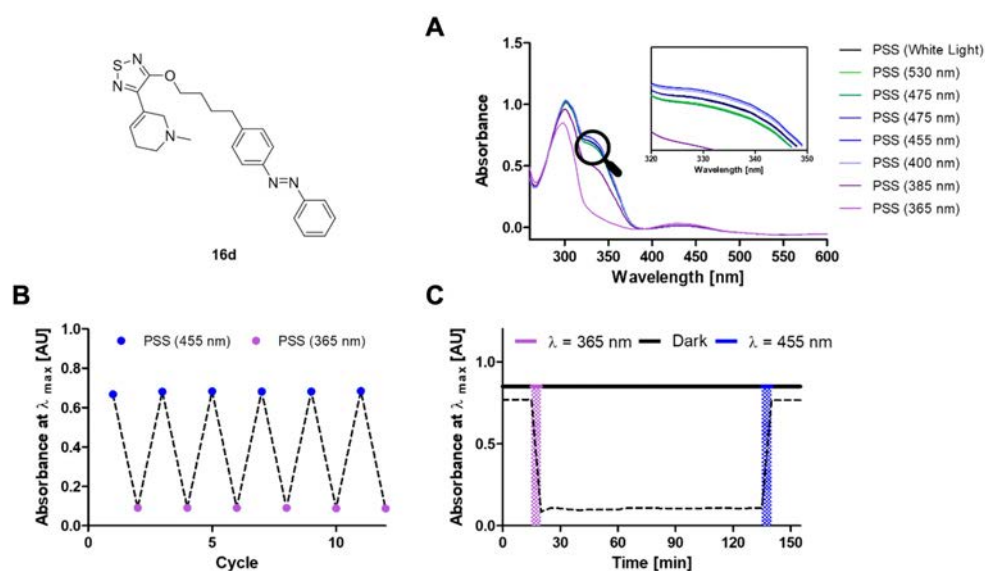 S
N
N
O
N
N
N
16d
A
1.5
1.0
0.5
0.0
Absorbance
300 350 400 450 500 550 600
Wavelength [nm]
320 330 340 350
Wavelength [nm]
PSS (White Light)
PSS (530 nm)
PSS (475 nm)
PSS (475 nm)
PSS (455 nm)
PSS (400 nm)
PSS (385 nm)
PSS (365 nm)
B
Absorbance at λ max [AU]
1.0
0.8
0.6
0.4
0.2
0.0
PSS (455 nm) PSS (365 nm)
0 5 10
Cycle
C
Absorbance at λ max [AU]
1.0
0.5
0.0
λ = 365 nm Dark λ = 455 nm
0 30 60 90 120 150
Time [min]